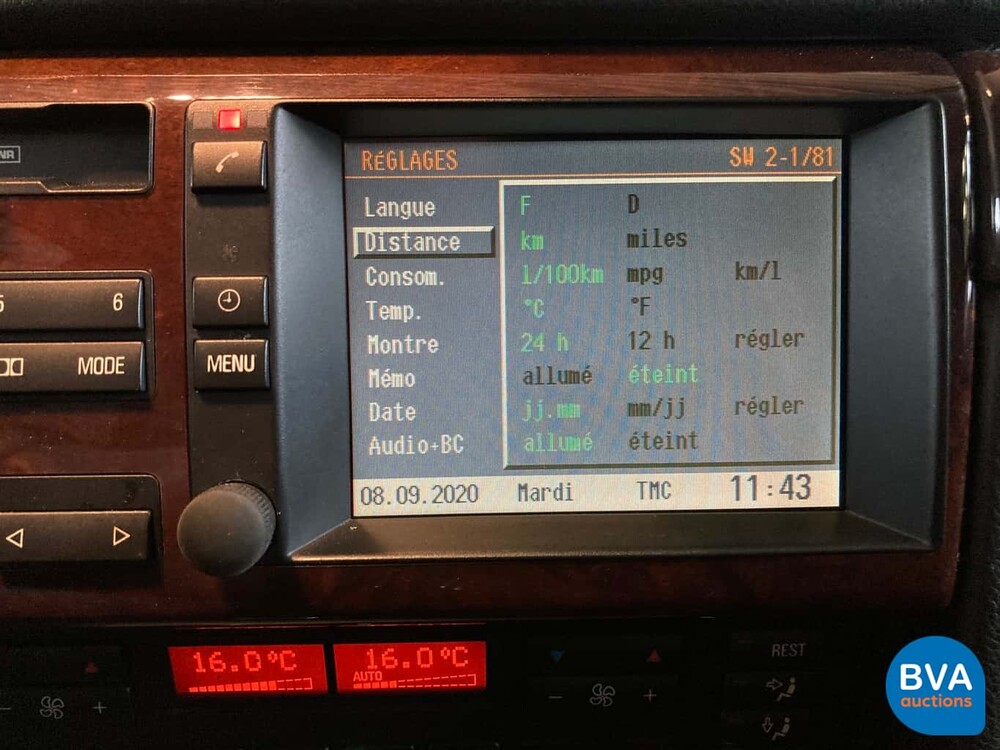 RÉGLAGES SW 2-1/81
Langue F D
Distance km miles
Consom. l/100km mpg km/l
Temp. °C °F
Montre 24 h 12 h régler
Mémo allumé éteint
Date jj.mm mm/jj régler
Audio+BC allumé éteint
08.09.2020 Mardi TMC 11:43
6
MODE
MENU
16.0°C
16.0°C
AUTO
REST
BVA
auctions